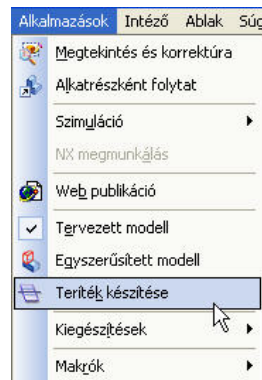 Alkalmazások Intéző Ablak Súg
Megtekintés és korrektúra
Alkatrészként folytat
Szimuláció
NX megmunkálás
Web publikáció
Tervezett modell
Egyszerűsített modell
Teríték készítése
Kiegészítések
Makrók